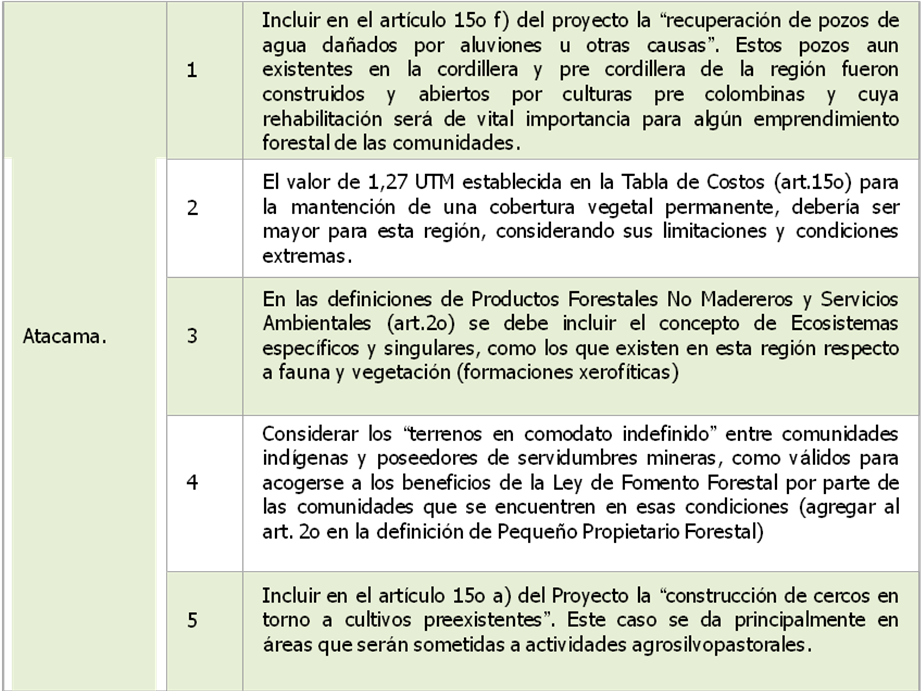 Incluir en el artículo 15o f) del proyecto la “recuperación de pozos de
agua dañados por aluviones u otras causas”. Estos pozos aun
1
existentes en la cordillera y pre cordillera de la región fueron
construidos y abiertos por culturas pre colombinas y cuya
rehabilitación será de vital importancia para algún emprendimiento
forestal de las comunidades.
El valor de 1,27 UTM establecida en la Tabla de Costos (art.15o) para
2
la mantención de una cobertura vegetal permanente, debería ser
mayor para esta región, considerando sus limitaciones y condiciones
extremas.
En las definiciones de Productos Forestales No Madereros y Servicios
Ambientales (art.2o) se debe incluir el concepto de Ecosistemas
Atacama.
3
específicos y singulares, como los que existen en esta región respecto
a fauna y vegetación (formaciones xerofíticas)
Considerar los “terrenos en comodato indefinido” entre comunidades
indígenas y poseedores de servidumbres mineras, como válidos para
4
acogerse a los beneficios de la Ley de Fomento Forestal por parte de
las comunidades que se encuentren en esas condiciones (agregar al
art. 2o en la definición de Pequeño Propietario Forestal)
Incluir en el artículo 15o a) del Proyecto la “construcción de cercos en
5
torno a cultivos preexistentes”. Este caso se da principalmente en
áreas que serán sometidas a actividades agrosilvopastorales.